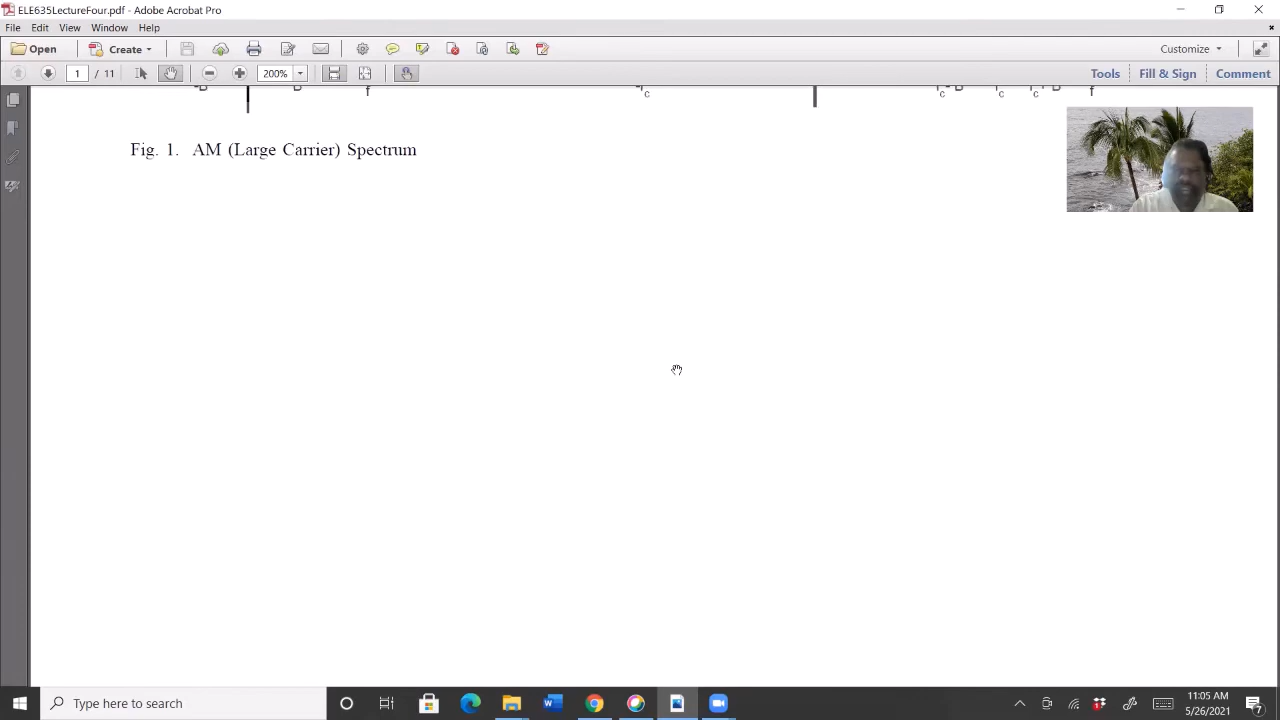 ELE635LectureFour.pdf - Adobe Acrobat Pro
File Edit View Window Help
Open Create Customize
1 / 11 200% Tools Fill & Sign Comment
f
Fig. 1. AM (Large Carrier) Spectrum
Type here to search
11:05 AM
5/26/2021
7